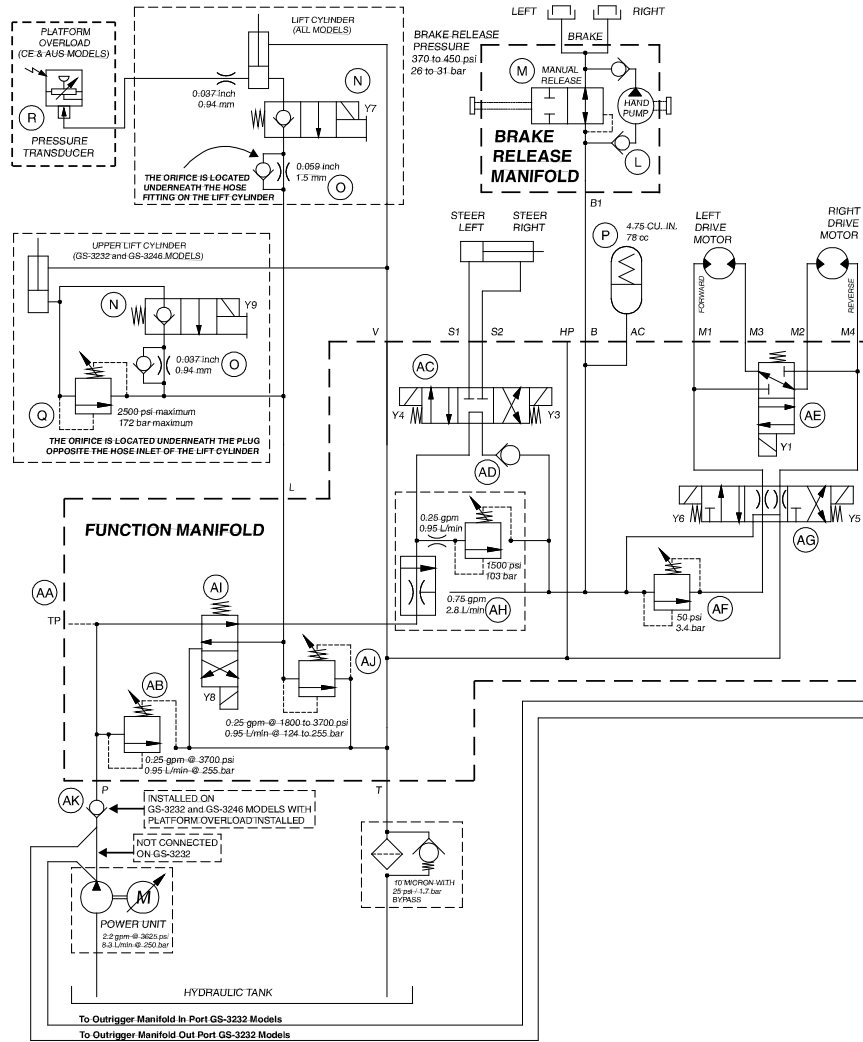 PLATFORM
OVERLOAD
(CE & AUS MODELS)
R
PRESSURE
TRANSDUCER
LIFT CYLINDER
(ALL MODELS)
0.037 inch
0.94 mm
N
Y7
THE ORIFICE IS LOCATED
UNDERNEATH THE HOSE
FITTING ON THE LIFT CYLINDER
0.059 inch
1.5 mm
O
LEFT
RIGHT
BRAKE
BRAKE RELEASE
PRESSURE
370 to 450 psi
26 to 31 bar
M
MANUAL
RELEASE
HAND
PUMP
BRAKE
RELEASE
MANIFOLD
L
B1
UPPER LIFT CYLINDER
(GS-3232 and GS-3246 MODELS)
N
Y9
0.037 inch
0.94 mm
O
Q
2500 psi maximum
172 bar maximum
THE ORIFICE IS LOCATED UNDERNEATH THE PLUG
OPPOSITE THE HOSE INLET OF THE LIFT CYLINDER
STEER
LEFT
STEER
RIGHT
P
4.75 CU. IN.
78 cc
LEFT
DRIVE
MOTOR
RIGHT
DRIVE
MOTOR
FORWARD
REVERSE
V
S1
S2
HP
B
AC
M1
M3
M2
M4
AC
Y4
Y3
AD
AE
Y1
L
FUNCTION MANIFOLD
0.25 gpm
0.95 L/min
1500 psi
103 bar
0.75 gpm
2.8 L/min
AH
Y6
Y5
AG
AF
50 psi
3.4 bar
AA
TP
AI
Y8
AJ
0.25 gpm @ 1800 to 3700 psi
0.95 L/min @ 124 to 255 bar
AB
0.25 gpm @ 3700 psi
0.95 L/min @ 255 bar
P
T
AK
INSTALLED ON
GS-3232 and GS-3246 MODELS WITH
PLATFORM OVERLOAD INSTALLED
NOT CONNECTED
ON GS-3232
M
POWER UNIT
2.2 gpm @ 3625 psi
8.3 L/min @ 250 bar
10 MICRON WITH
25 psi / 1.7 bar
BYPASS
HYDRAULIC TANK
To Outrigger Manifold In Port GS-3232 Models
To Outrigger Manifold Out Port GS-3232 Models